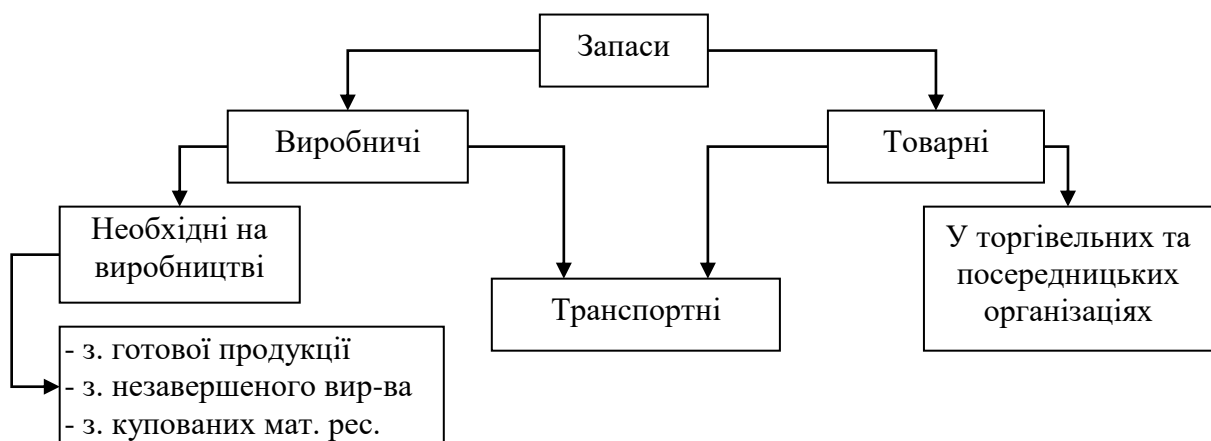 Запаси
Виробничі
Товарні
Необхідні на
виробництві
У торгівельних та
посередницьких
організаціях
Транспортні
- з. готової продукції
- з. незавершеного вир-ва
- з. купованих мат. рес.